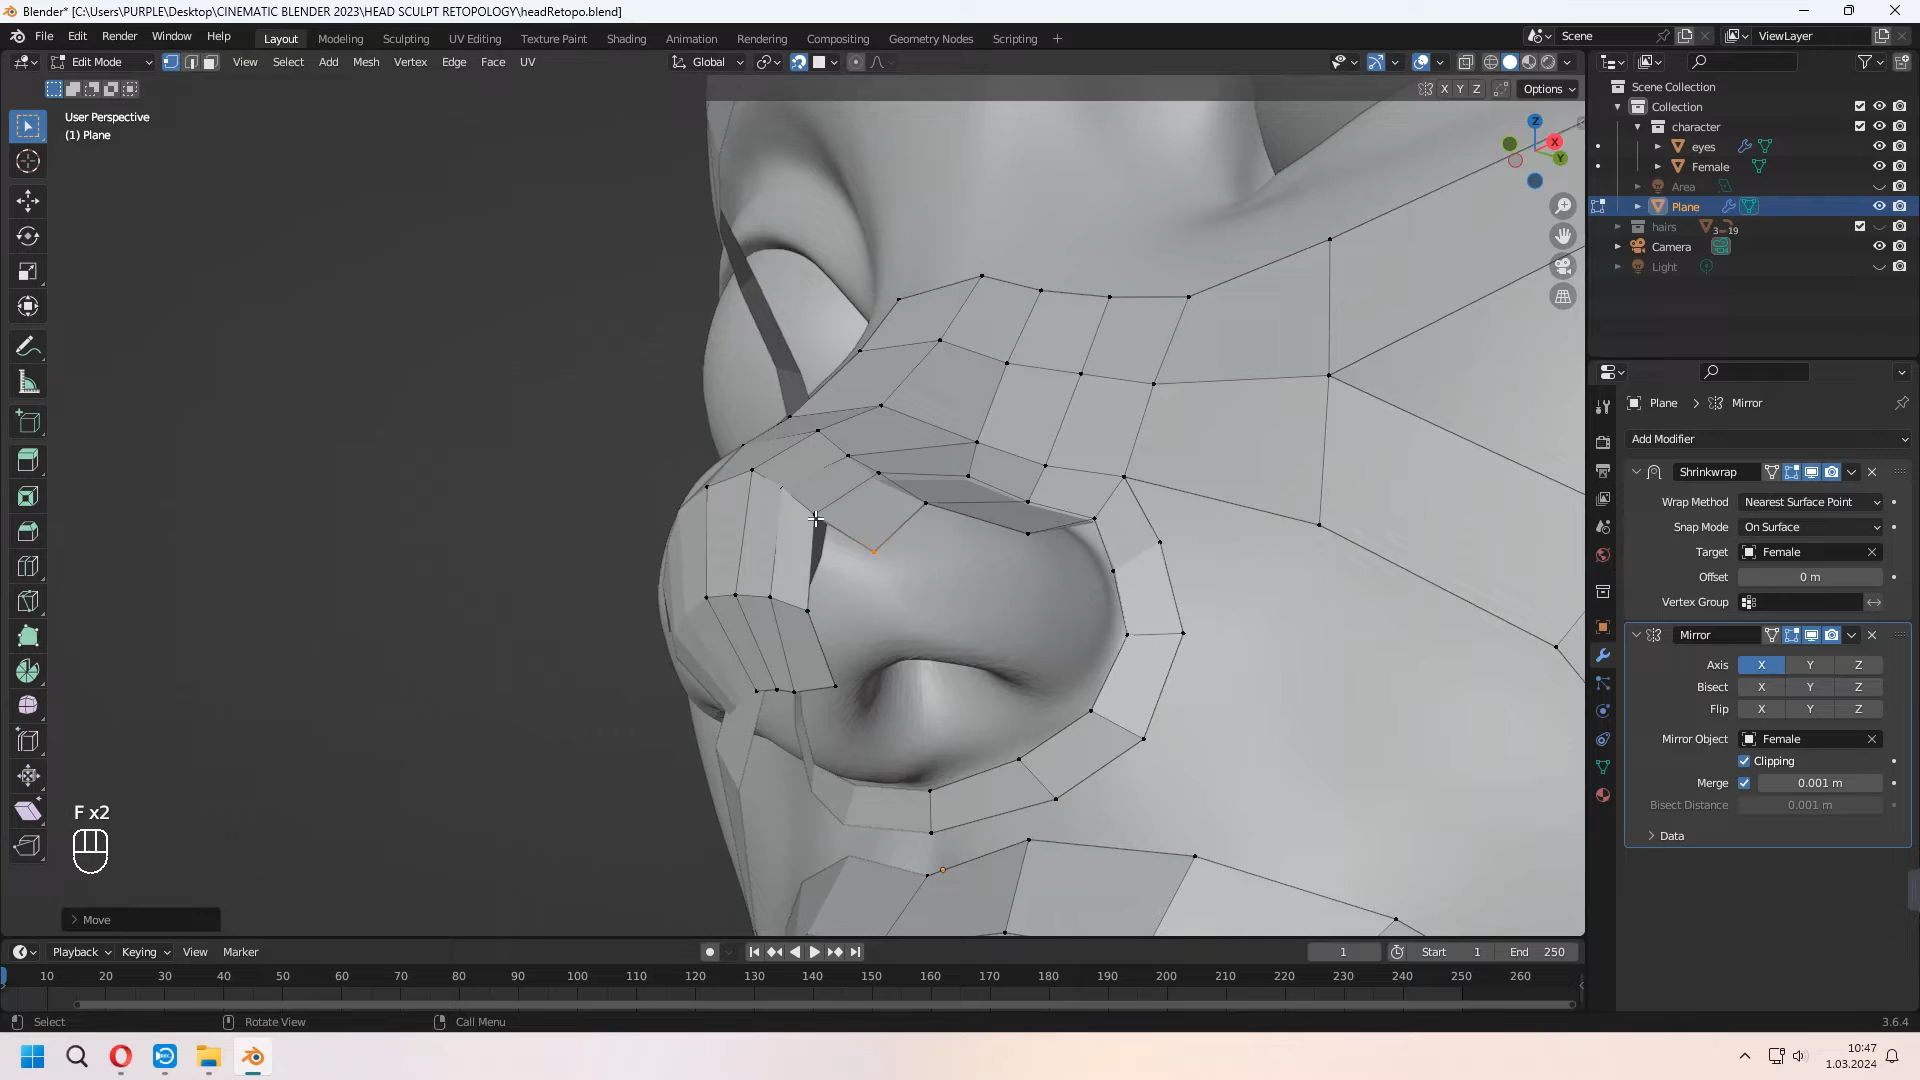 Blender* [C:\Users\PURPLE\Desktop\CINEMATIC BLENDER 2023\HEAD SCULPT RETOPOLOGY\headRetopo.blend]
File Edit Render Window Help Layout Modeling Sculpting UV Editing Texture Paint Shading Animation Rendering Compositing Geometry Nodes Scripting Scene ViewLayer
Edit Mode View Select Add Mesh Vertex Edge Face UV Global
X Y Z Options
User Perspective
(1) Plane
Z X Y
Scene Collection
Collection
character
eyes
Female
Area
Plane
hairs 3 19
Camera
Light
Plane > Mirror
Add Modifier
Shrinkwrap
Wrap Method Nearest Surface Point
Snap Mode On Surface
Target Female
Offset 0 m
Vertex Group
Mirror
Axis X Y Z
Bisect X Y Z
Flip X Y Z
Mirror Object Female
Clipping
Merge 0.001 m
Bisect Distance 0.001 m
Data
F x2
Move
Playback Keying View Marker 1 Start 1 End 250
10 20 30 40 50 60 70 80 90 100 110 120 130 140 150 160 170 180 190 200 210 220 230 240 250 260
Select Rotate View Call Menu 3.6.4
10:47
1.03.2024